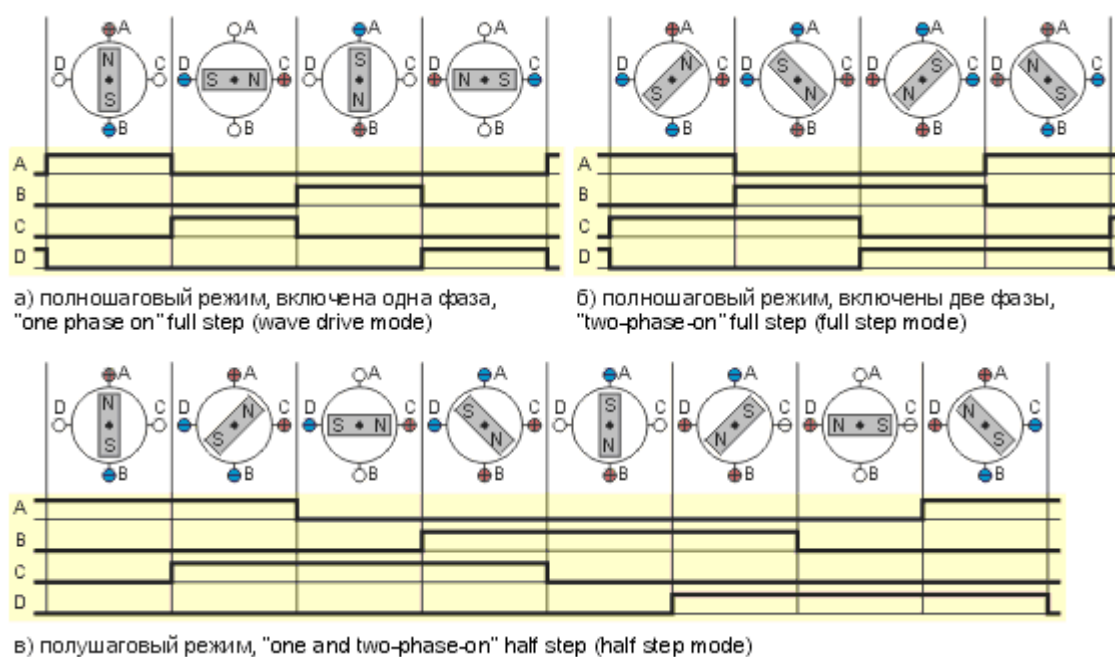 A A A A A A A A
D N C D S N C D S C D N S C D N S C D S N C D S N C D N S C
S B B N B B B B B B
A
B
C
D
A
B
C
D
а) полношаговый режим, включена одна фаза,
"one phase on" full step (wave drive mode)
б) полношаговый режим, включены две фазы,
"two-phase-on" full step (full step mode)
A A A A A A A A
D N S C D N S C D S N C D S N C D S N C D S N C D N S C D N S C
B B B B B B B B
A
B
C
D
в) полушаговый режим, "one and two-phase-on" half step (half step mode)